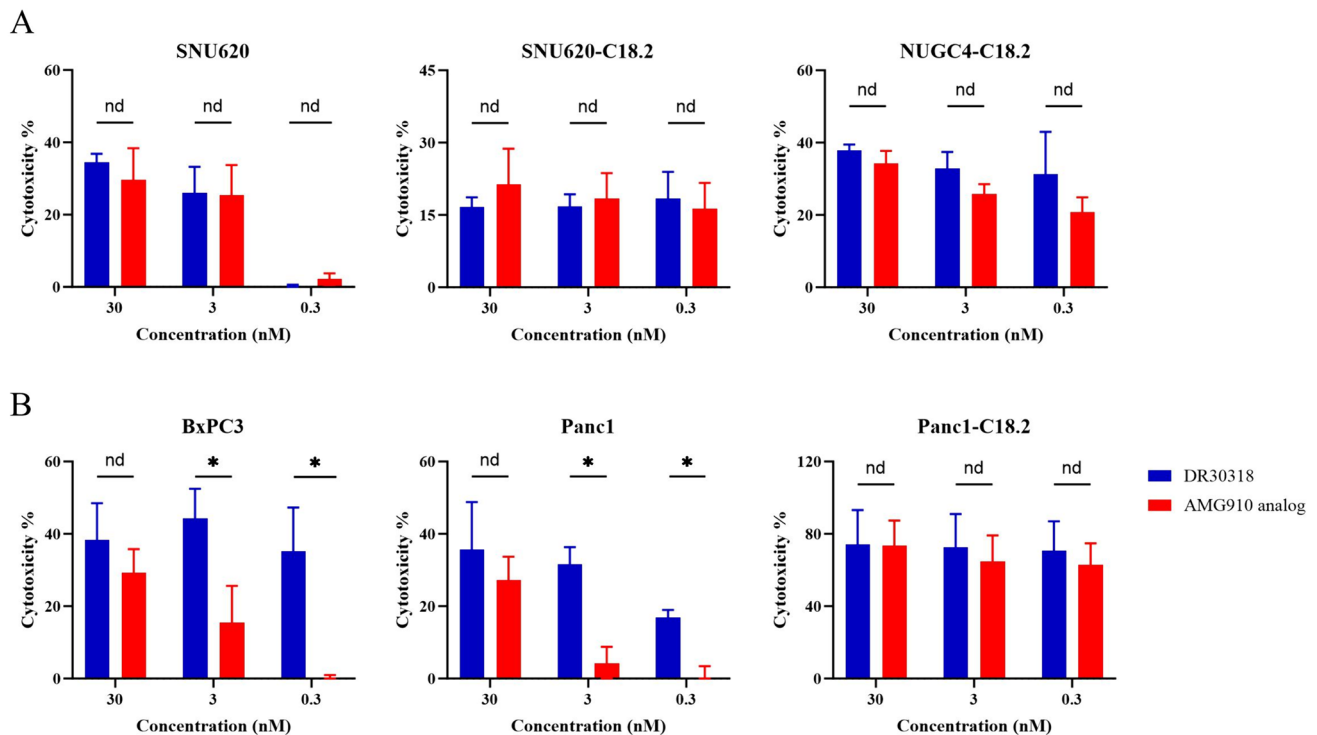 A
SNU620
60
40
20
0
Cytotoxicity %
nd nd nd
30 3 0.3
Concentration (nM)
SNU620-C18.2
45
30
15
0
Cytotoxicity %
nd nd nd
30 3 0.3
Concentration (nM)
NUGC4-C18.2
60
40
20
0
Cytotoxicity %
nd nd nd
30 3 0.3
Concentration (nM)
B
BxPC3
60
40
20
0
Cytotoxicity %
nd * *
30 3 0.3
Concentration (nM)
Panc1
60
40
20
0
Cytotoxicity %
nd * *
30 3 0.3
Concentration (nM)
Panc1-C18.2
120
80
40
0
Cytotoxicity %
nd nd nd
30 3 0.3
Concentration (nM)
DR30318
AMG910 analog